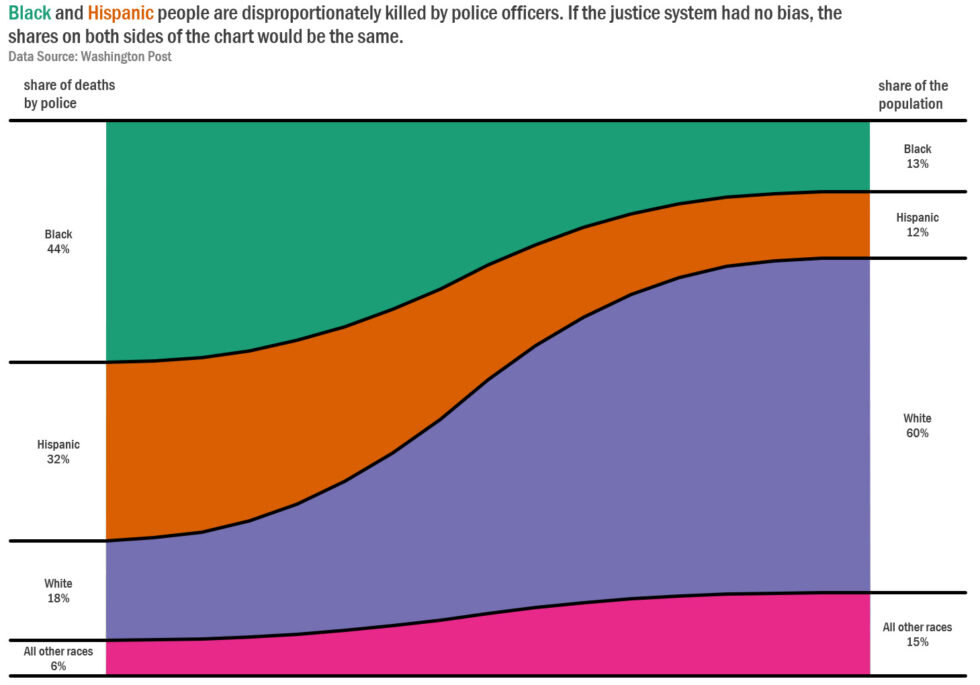 Black and Hispanic people are disproportionately killed by police officers. If the justice system had no bias, the
shares on both sides of the chart would be the same.
Data Source: Washington Post
share of deaths
by police
share of the
population
Black
44%
Hispanic
32%
White
18%
All other races
6%
Black
13%
Hispanic
12%
White
60%
All other races
15%